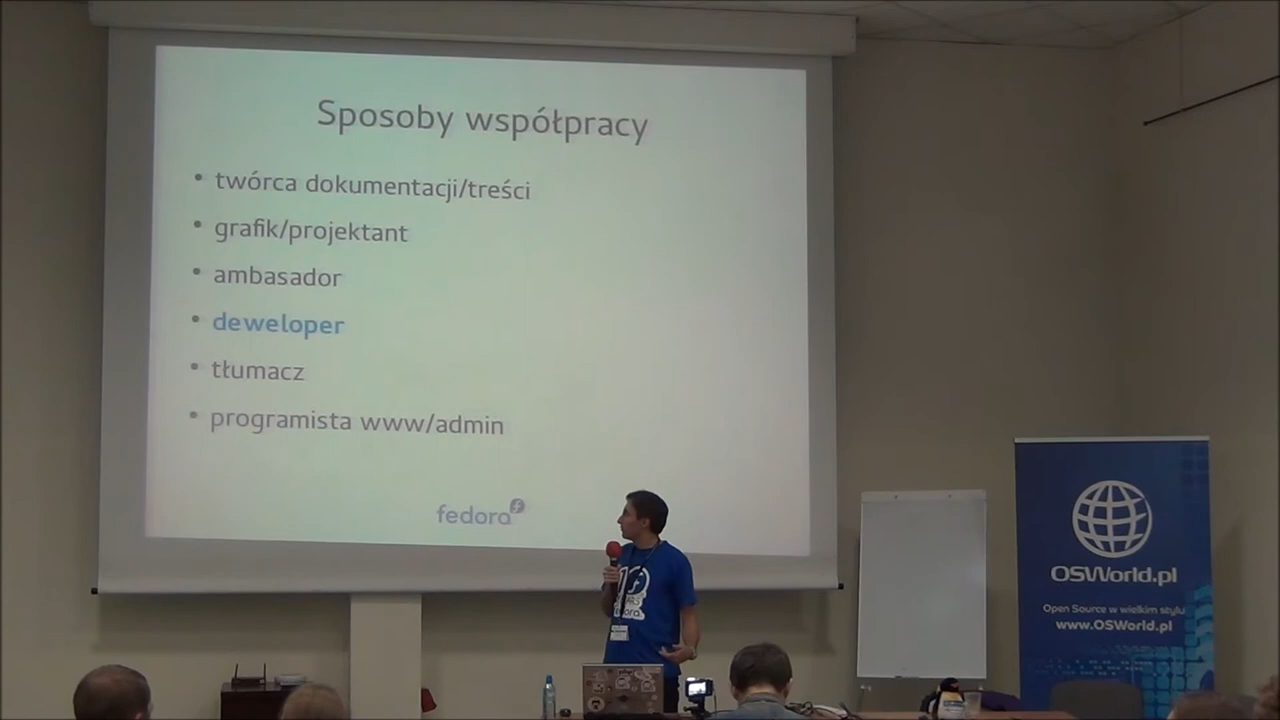 Sposoby współpracy
• twórca dokumentacji/treści
• grafik/projektant
• ambasador
• deweloper
• tłumacz
• programista www/admin
fedora
OSWorld.pl
Open Source w wielkim stylu
www.OSWorld.pl